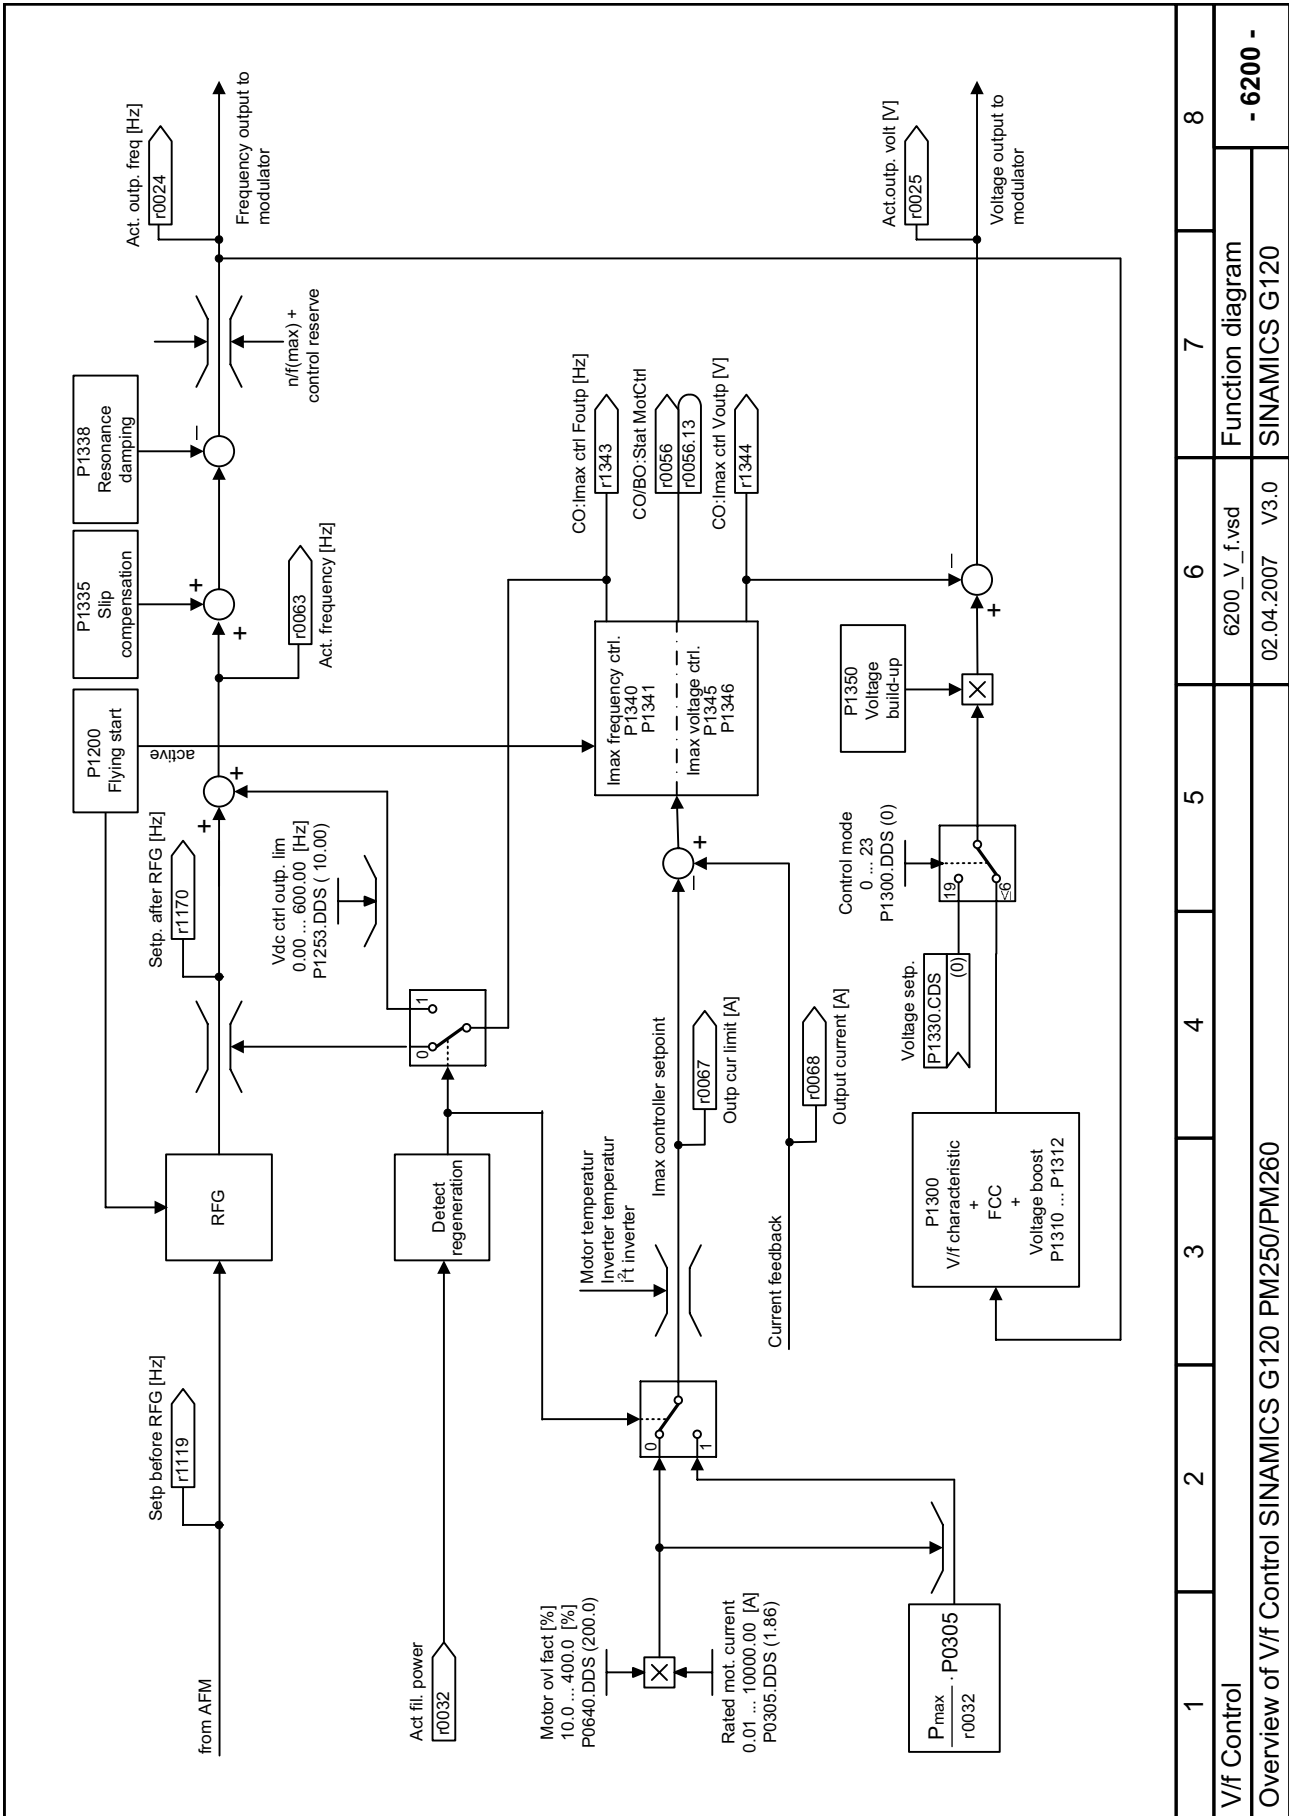 from AFM
Setp before RFG [Hz]
r1119
RFG
Setp. after RFG [Hz]
r1170
P1200
Flying start
active
+
+
P1335
Slip
compensation
+
+
r0063
Act. frequency [Hz]
P1338
Resonance
damping
–
n/f(max) +
control reserve
Act. outp. freq [Hz]
r0024
Frequency output to
modulator
Act fil. power
r0032
Detect
regeneration
0
1
Vdc ctrl outp. lim
0.00 ... 600.00 [Hz]
P1253.DDS ( 10.00)
Motor ovl fact [%]
10.0 ... 400.0 [%]
P0640.DDS (200.0)
Rated mot. current
0.01 ... 10000.00 [A]
P0305.DDS (1.86)
0
1
Motor temperatur
Inverter temperatur
i²t inverter
Imax controller setpoint
r0067
Outp cur limit [A]
–
+
Current feedback
r0068
Output current [A]
Imax frequency ctrl.
P1340
P1341
Imax voltage ctrl.
P1345
P1346
CO:Imax ctrl Foutp [Hz]
r1343
CO/BO:Stat MotCtrl
r0056
r0056.13
CO:Imax ctrl Voutp [V]
r1344
Pmax
r0032
· P0305
P1300
V/f characteristic
+
FCC
+
Voltage boost
P1310 ... P1312
Voltage setp.
P1330.CDS
(0)
Control mode
0 ... 23
P1300.DDS (0)
19
≤6
P1350
Voltage
build-up
–
+
Act.outp. volt [V]
r0025
Voltage output to
modulator
1 2 3 4 5 6 7 8
V/f Control
6200_V_f.vsd
Function diagram
- 6200 -
Overview of V/f Control SINAMICS G120 PM250/PM260
02.04.2007 V3.0
SINAMICS G120